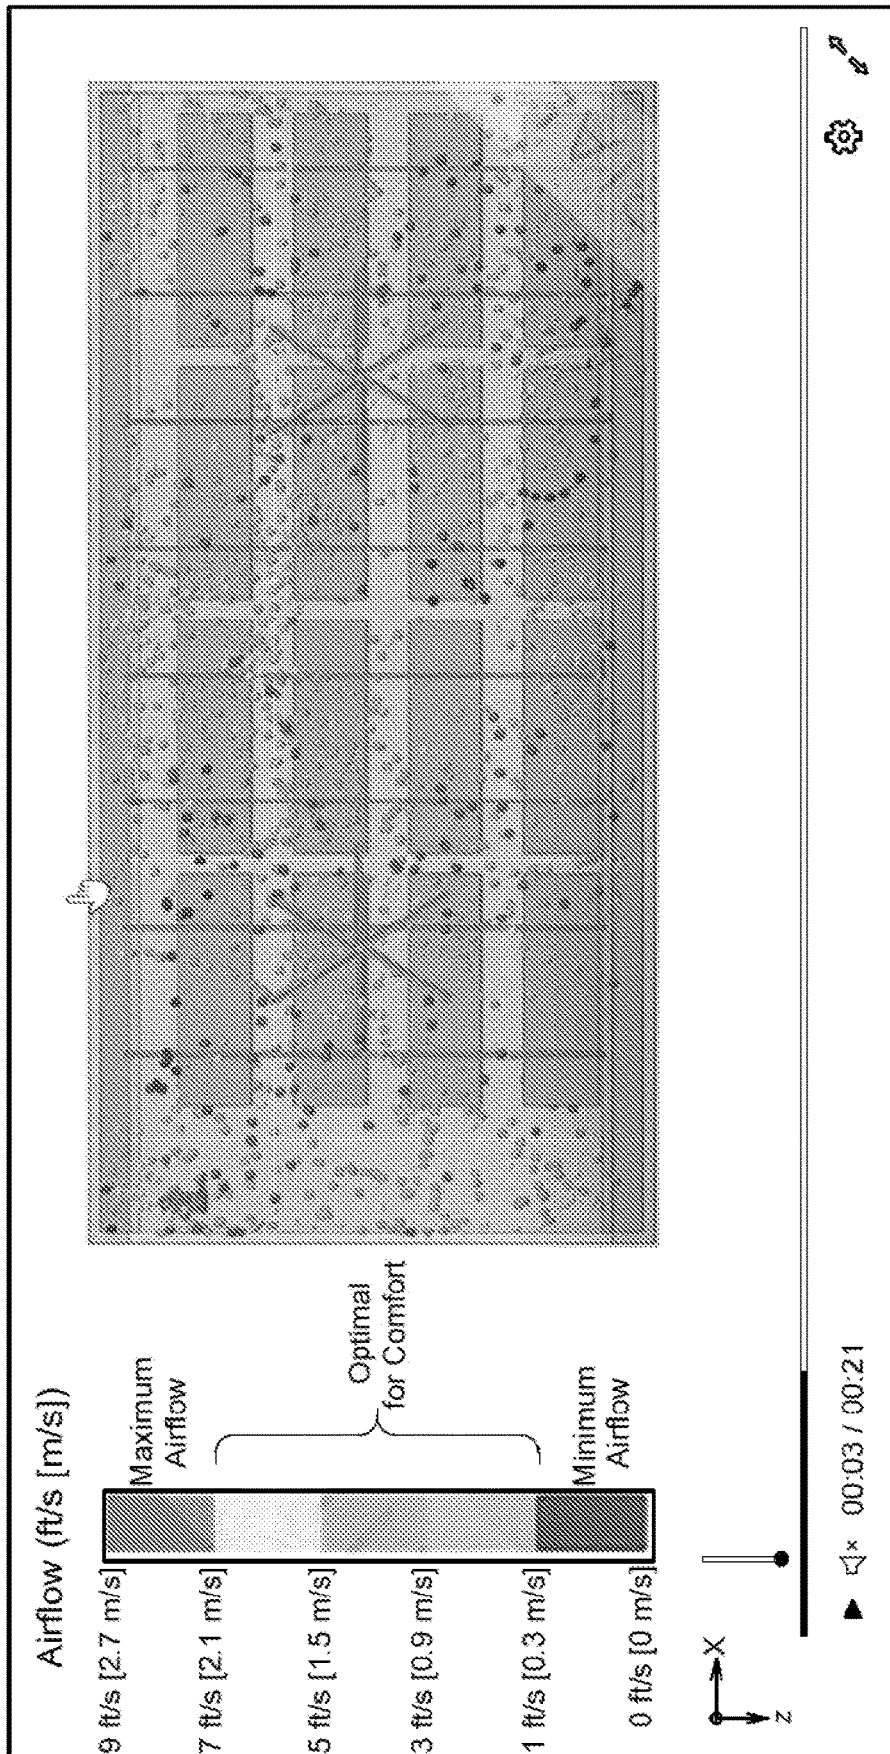 Airflow (ft/s [m/s])
9 ft/s [2.7 m/s]
7 ft/s [2.1 m/s]
5 ft/s [1.5 m/s]
3 ft/s [0.9 m/s]
1 ft/s [0.3 m/s]
0 ft/s [0 m/s]
Maximum
Airflow
Optimal
for Comfort
Minimum
Airflow
X
Z
00:03 / 00:21